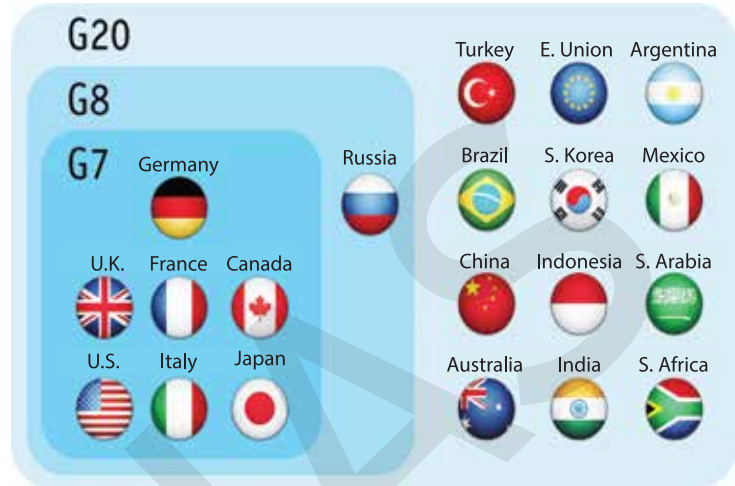 G20
Turkey E. Union Argentina
G8
G7
Germany
Russia
Brazil S. Korea Mexico
U.K. France Canada
China Indonesia S. Arabia
U.S. Italy Japan
Australia India S. Africa